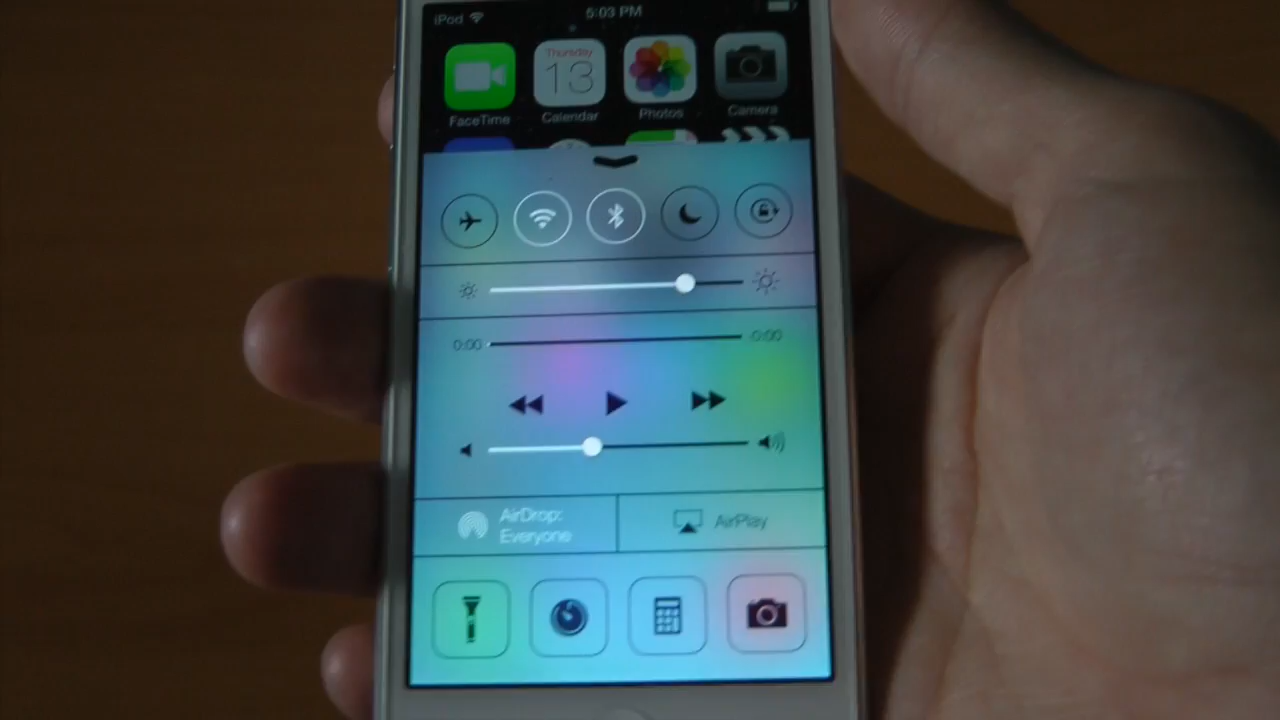 iPod 5:03 PM
Thursday
13
FaceTime Calendar Photos Camera
0:00 0:00
AirDrop:
Everyone
AirPlay